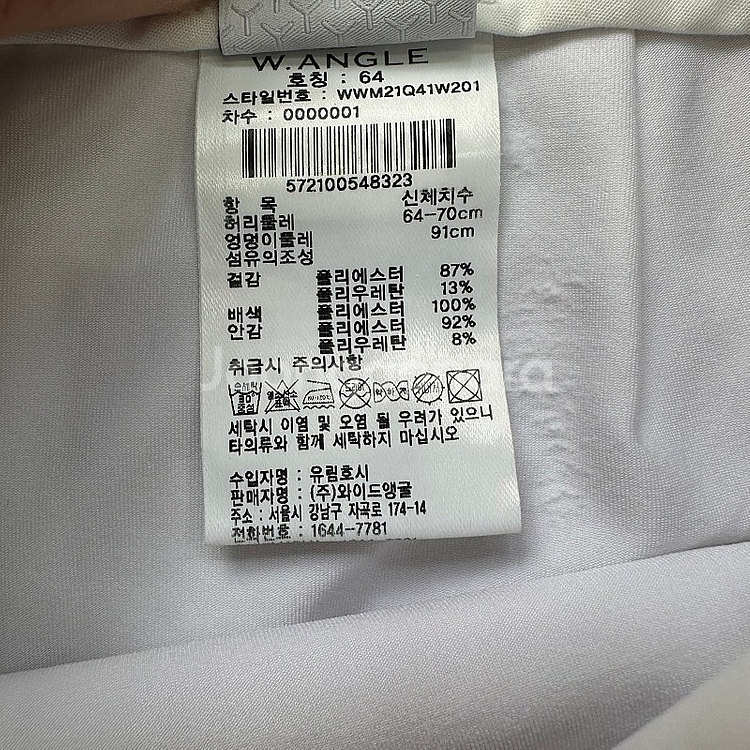 W.ANGLE
호칭 : 64
스타일번호 : WWM21Q41W201
차수 : 0000001
572100548323
항 목 신체치수
허리둘레 64-70cm
엉덩이둘레 91cm
섬유의조성
겉감 폴리에스터 87%
폴리우레탄 13%
배색 폴리에스터 100%
안감 폴리에스터 92%
폴리우레탄 8%
취급시 주의사항
세탁시 이염 및 오염 될 우려가 있으니
타의류와 함께 세탁하지 마십시오
수입자명 : 유림호시
판매자명 : (주)와이드앵글
주소 : 서울시 강남구 자곡로 174-14
전화번호 : 1644-7781